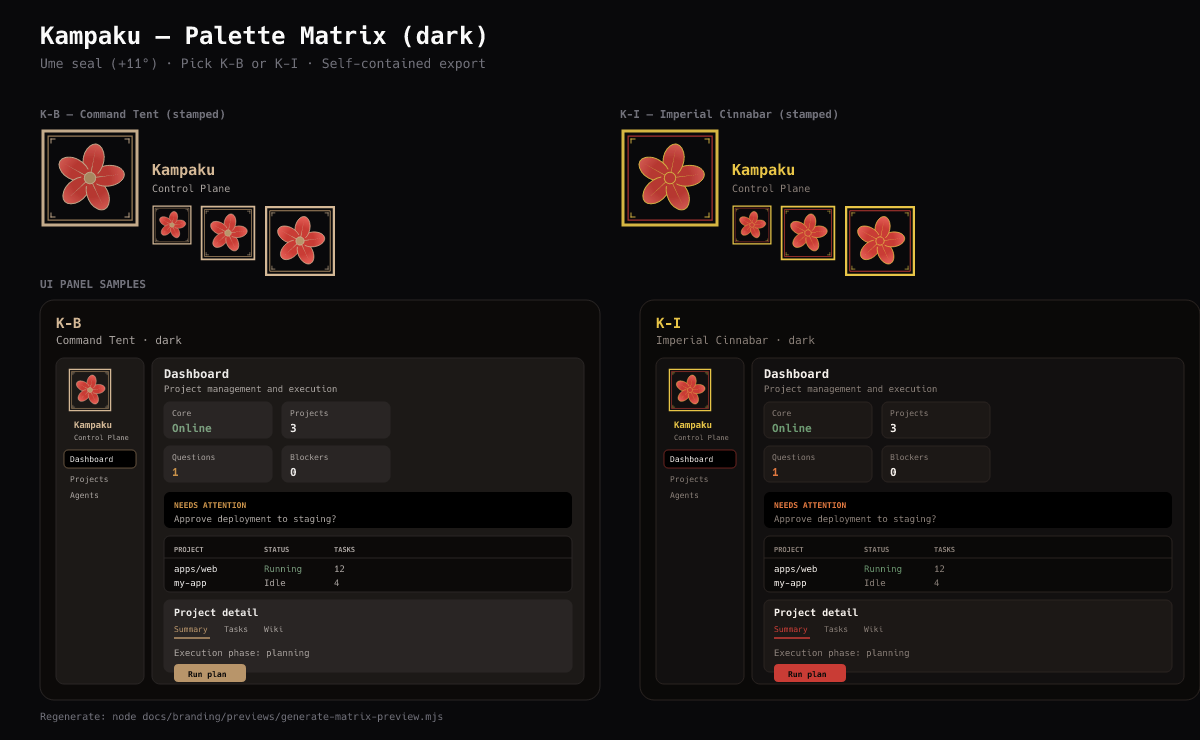 Kampaku — Palette Matrix (dark)
Ume seal (+11°) · Pick K-B or K-I · Self-contained export
K-B — Command Tent (stamped)
Kampaku
Control Plane
K-I — Imperial Cinnabar (stamped)
Kampaku
Control Plane
UI PANEL SAMPLES
K-B
Command Tent · dark
Kampaku
Control Plane
Dashboard
Projects
Agents
Dashboard
Project management and execution
Core
Online
Projects
3
Questions
1
Blockers
0
NEEDS ATTENTION
Approve deployment to staging?
PROJECT STATUS TASKS
apps/web Running 12
my-app Idle 4
Project detail
Summary Tasks Wiki
Execution phase: planning
Run plan
K-I
Imperial Cinnabar · dark
Kampaku
Control Plane
Dashboard
Projects
Agents
Dashboard
Project management and execution
Core
Online
Projects
3
Questions
1
Blockers
0
NEEDS ATTENTION
Approve deployment to staging?
PROJECT STATUS TASKS
apps/web Running 12
my-app Idle 4
Project detail
Summary Tasks Wiki
Execution phase: planning
Run plan
Regenerate: node docs/branding/previews/generate-matrix-preview.mjs